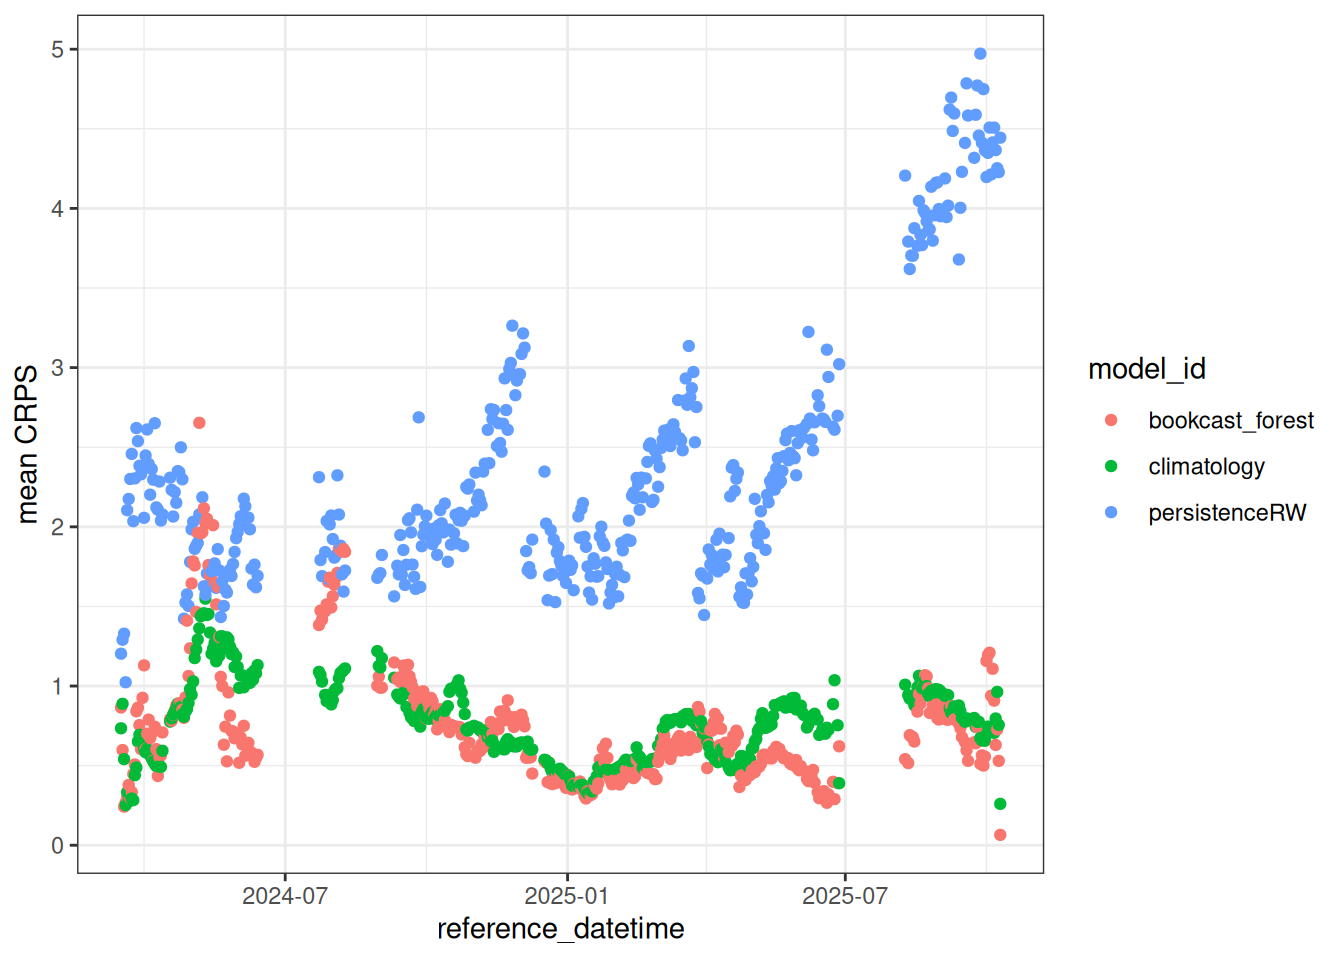 5
4
3
2
1
0
mean CRPS
2024-07
2025-01
2025-07
reference_datetime
model_id
bookcast_forest
climatology
persistenceRW